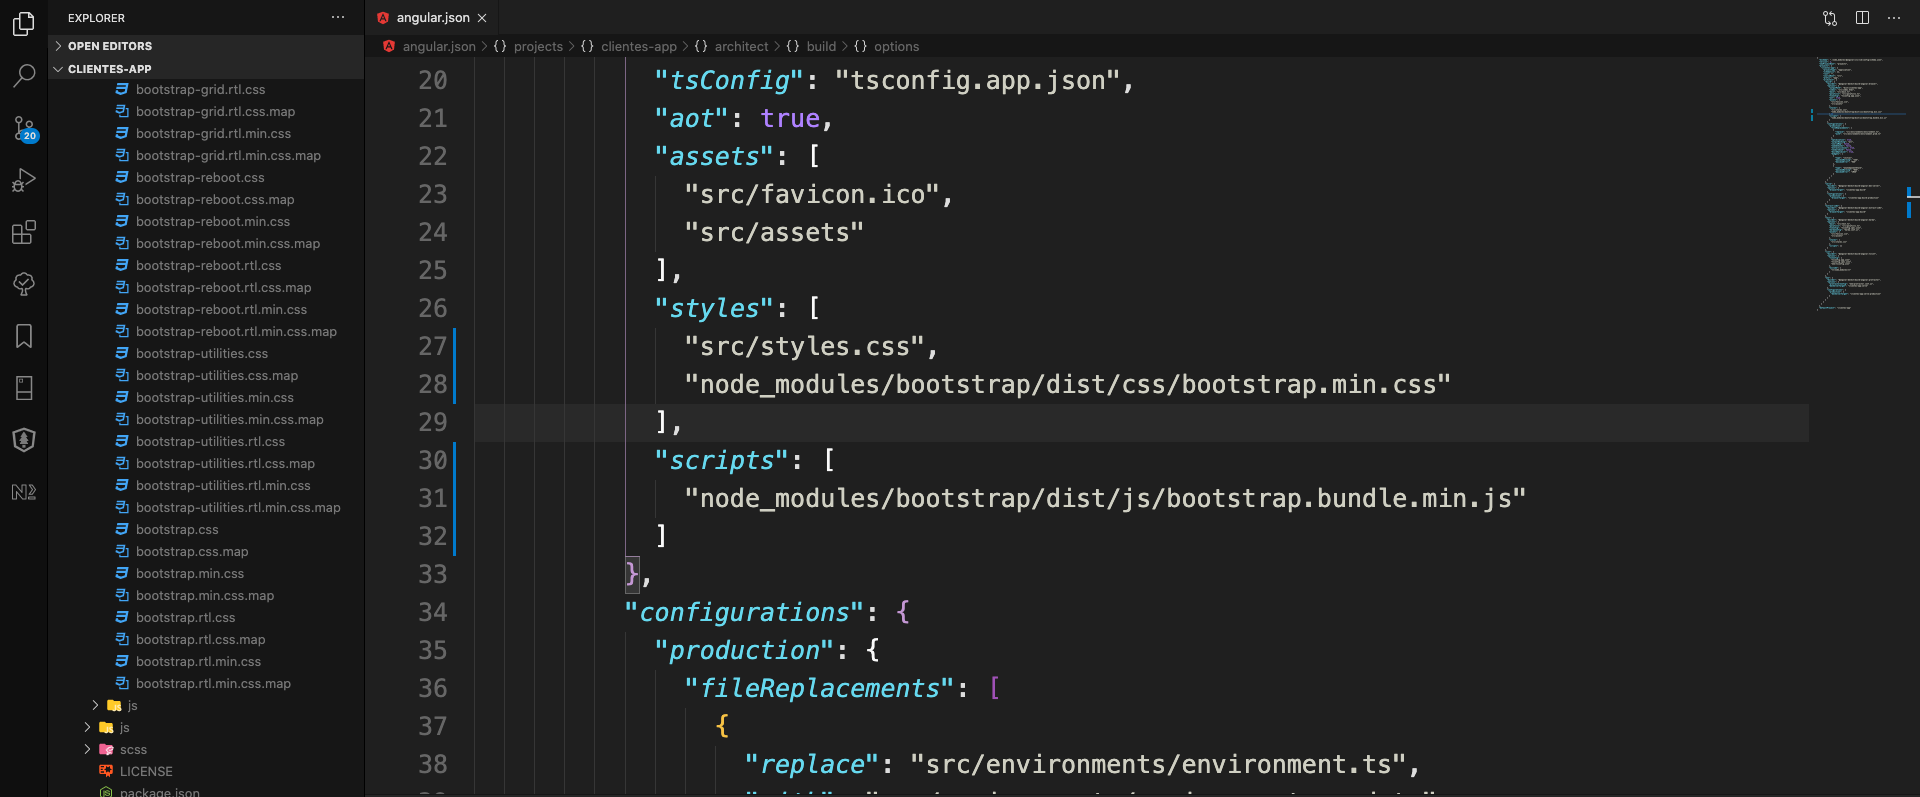 EXPLORER
OPEN EDITORS
CLIENTES-APP
bootstrap-grid.rtl.css
bootstrap-grid.rtl.css.map
bootstrap-grid.rtl.min.css
bootstrap-grid.rtl.min.css.map
bootstrap-reboot.css
bootstrap-reboot.css.map
bootstrap-reboot.min.css
bootstrap-reboot.min.css.map
bootstrap-reboot.rtl.css
bootstrap-reboot.rtl.css.map
bootstrap-reboot.rtl.min.css
bootstrap-reboot.rtl.min.css.map
bootstrap-utilities.css
bootstrap-utilities.css.map
bootstrap-utilities.min.css
bootstrap-utilities.min.css.map
bootstrap-utilities.rtl.css
bootstrap-utilities.rtl.css.map
bootstrap-utilities.rtl.min.css
bootstrap-utilities.rtl.min.css.map
bootstrap.css
bootstrap.css.map
bootstrap.min.css
bootstrap.min.css.map
bootstrap.rtl.css
bootstrap.rtl.css.map
bootstrap.rtl.min.css
bootstrap.rtl.min.css.map
js
js
scss
LICENSE
package.json
20
angular.json
angular.json > {} projects > {} clientes-app > {} architect > {} build > {} options
20 "tsConfig": "tsconfig.app.json",
21 "aot": true,
22 "assets": [
23 "src/favicon.ico",
24 "src/assets"
25 ],
26 "styles": [
27 "src/styles.css",
28 "node_modules/bootstrap/dist/css/bootstrap.min.css"
29 ],
30 "scripts": [
31 "node_modules/bootstrap/dist/js/bootstrap.bundle.min.js"
32 ]
33 },
34 "configurations": {
35 "production": {
36 "fileReplacements": [
37 {
38 "replace": "src/environments/environment.ts",